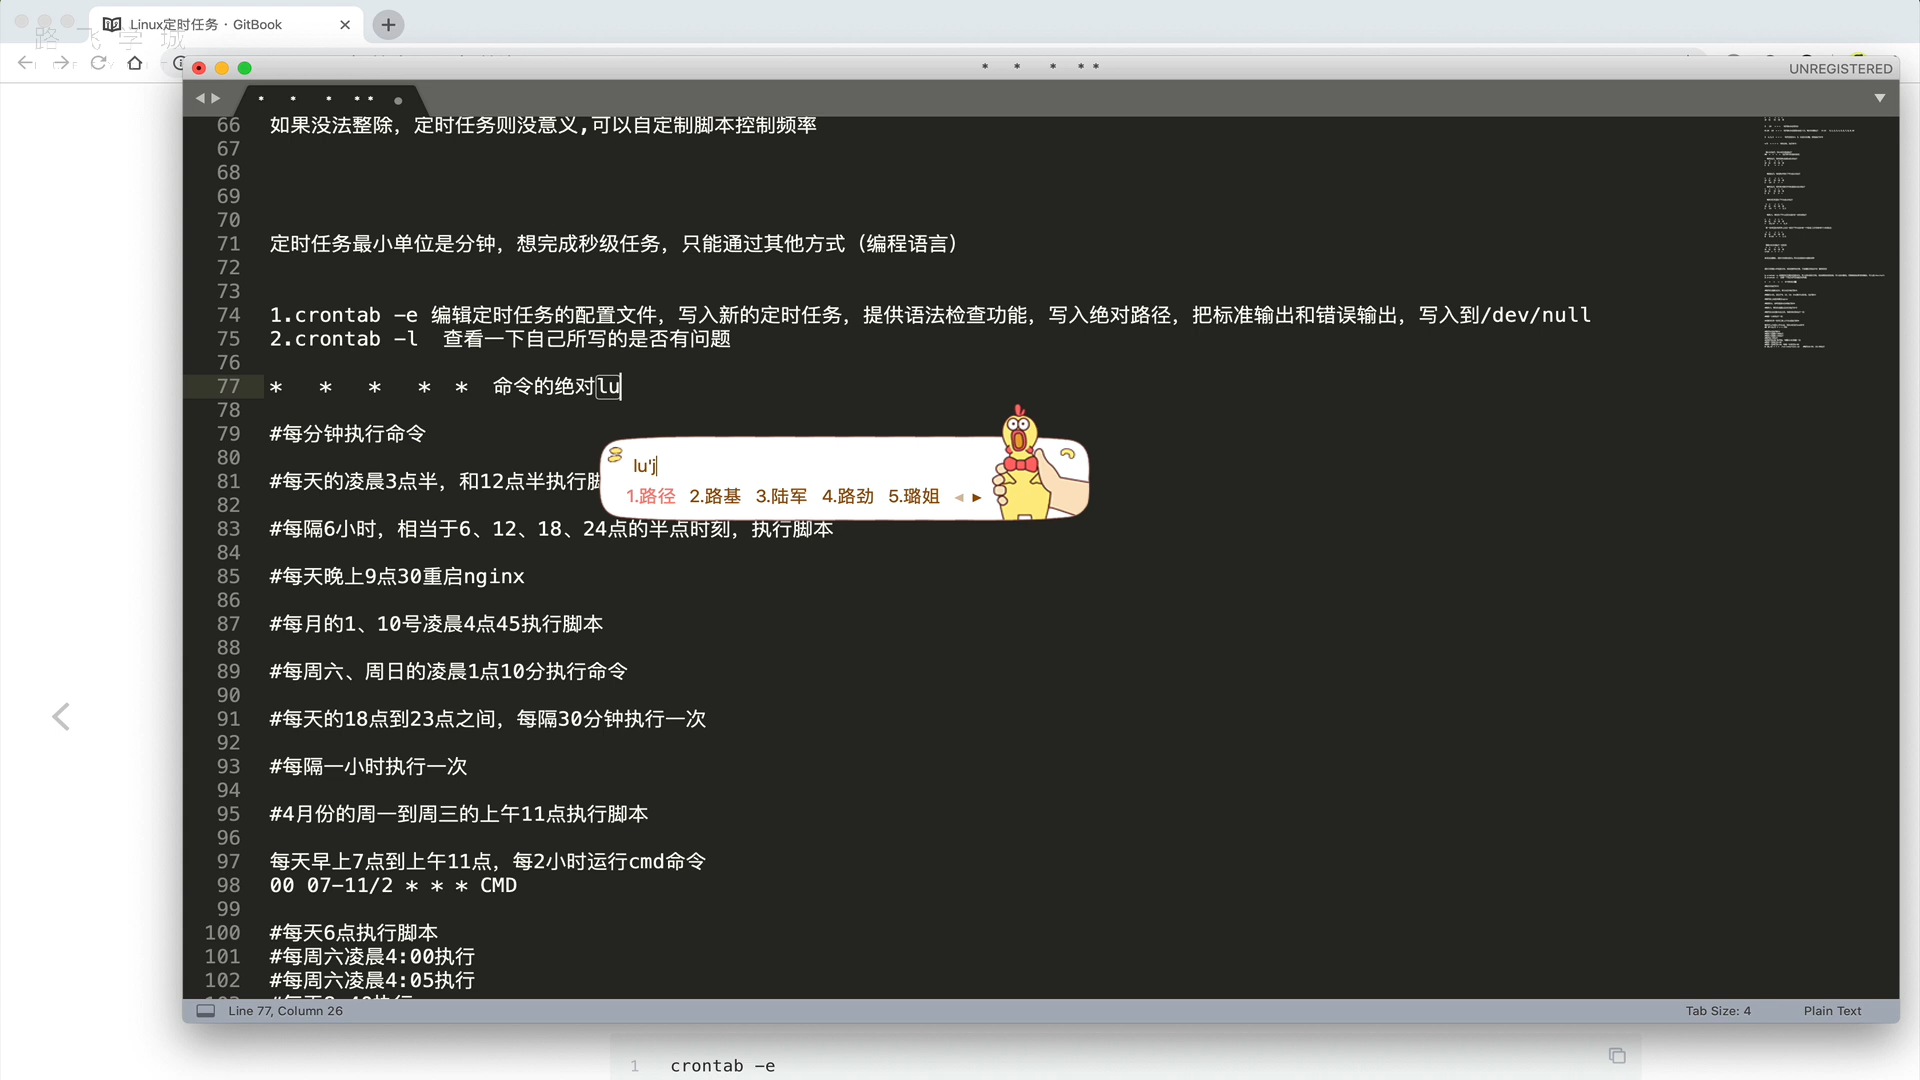 Linux定时任务 · GitBook
路飞学城
* * * * *
UNREGISTERED
* * * * *
66 如果没法整除，定时任务则没意义,可以自定制脚本控制频率
67
68
69
70
71 定时任务最小单位是分钟，想完成秒级任务，只能通过其他方式（编程语言）
72
73
74 1.crontab -e 编辑定时任务的配置文件，写入新的定时任务，提供语法检查功能，写入绝对路径，把标准输出和错误输出，写入到/dev/null
75 2.crontab -l 查看一下自己所写的是否有问题
76
77 * * * * * 命令的绝对lu
78
79 #每分钟执行命令
80
lu'j
81 #每天的凌晨3点半，和12点半执行
1.路径 2.路基 3.陆军 4.路劲 5.璐姐
82
83 #每隔6小时，相当于6、12、18、24点的半点时刻，执行脚本
84
85 #每天晚上9点30重启nginx
86
87 #每月的1、10号凌晨4点45执行脚本
88
89 #每周六、周日的凌晨1点10分执行命令
90
91 #每天的18点到23点之间，每隔30分钟执行一次
92
93 #每隔一小时执行一次
94
95 #4月份的周一到周三的上午11点执行脚本
96
97 每天早上7点到上午11点，每2小时运行cmd命令
98 00 07-11/2 * * * CMD
99
100 #每天6点执行脚本
101 #每周六凌晨4:00执行
102 #每周六凌晨4:05执行
Line 77, Column 26
Tab Size: 4
Plain Text
1 crontab -e